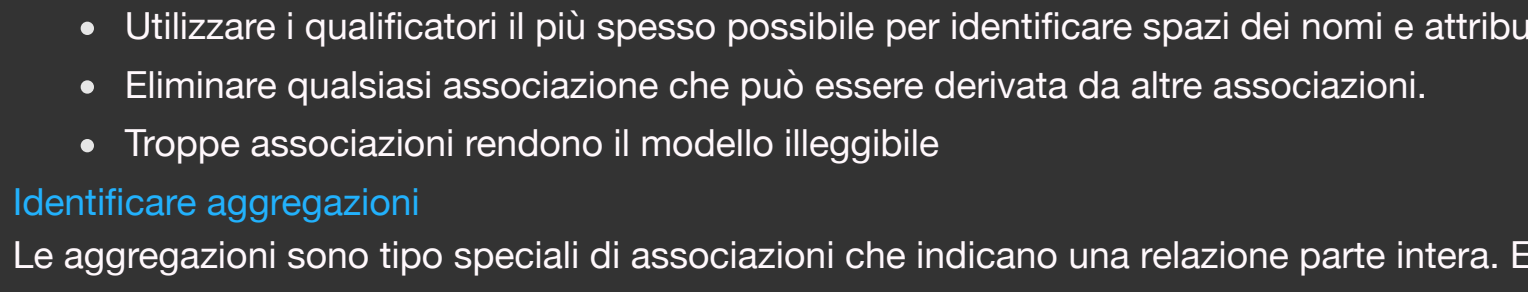 Utilizzare i qualificatori il più spesso possibile per identificare spazi dei nomi e
Eliminare qualsiasi associazione che può essere derivata da altre associazioni.
Troppe associazioni rendono il modello illeggibile
Identificare aggregazioni
Le aggregazioni sono tipo speciali di associazioni che indicano una relazione parte intera.